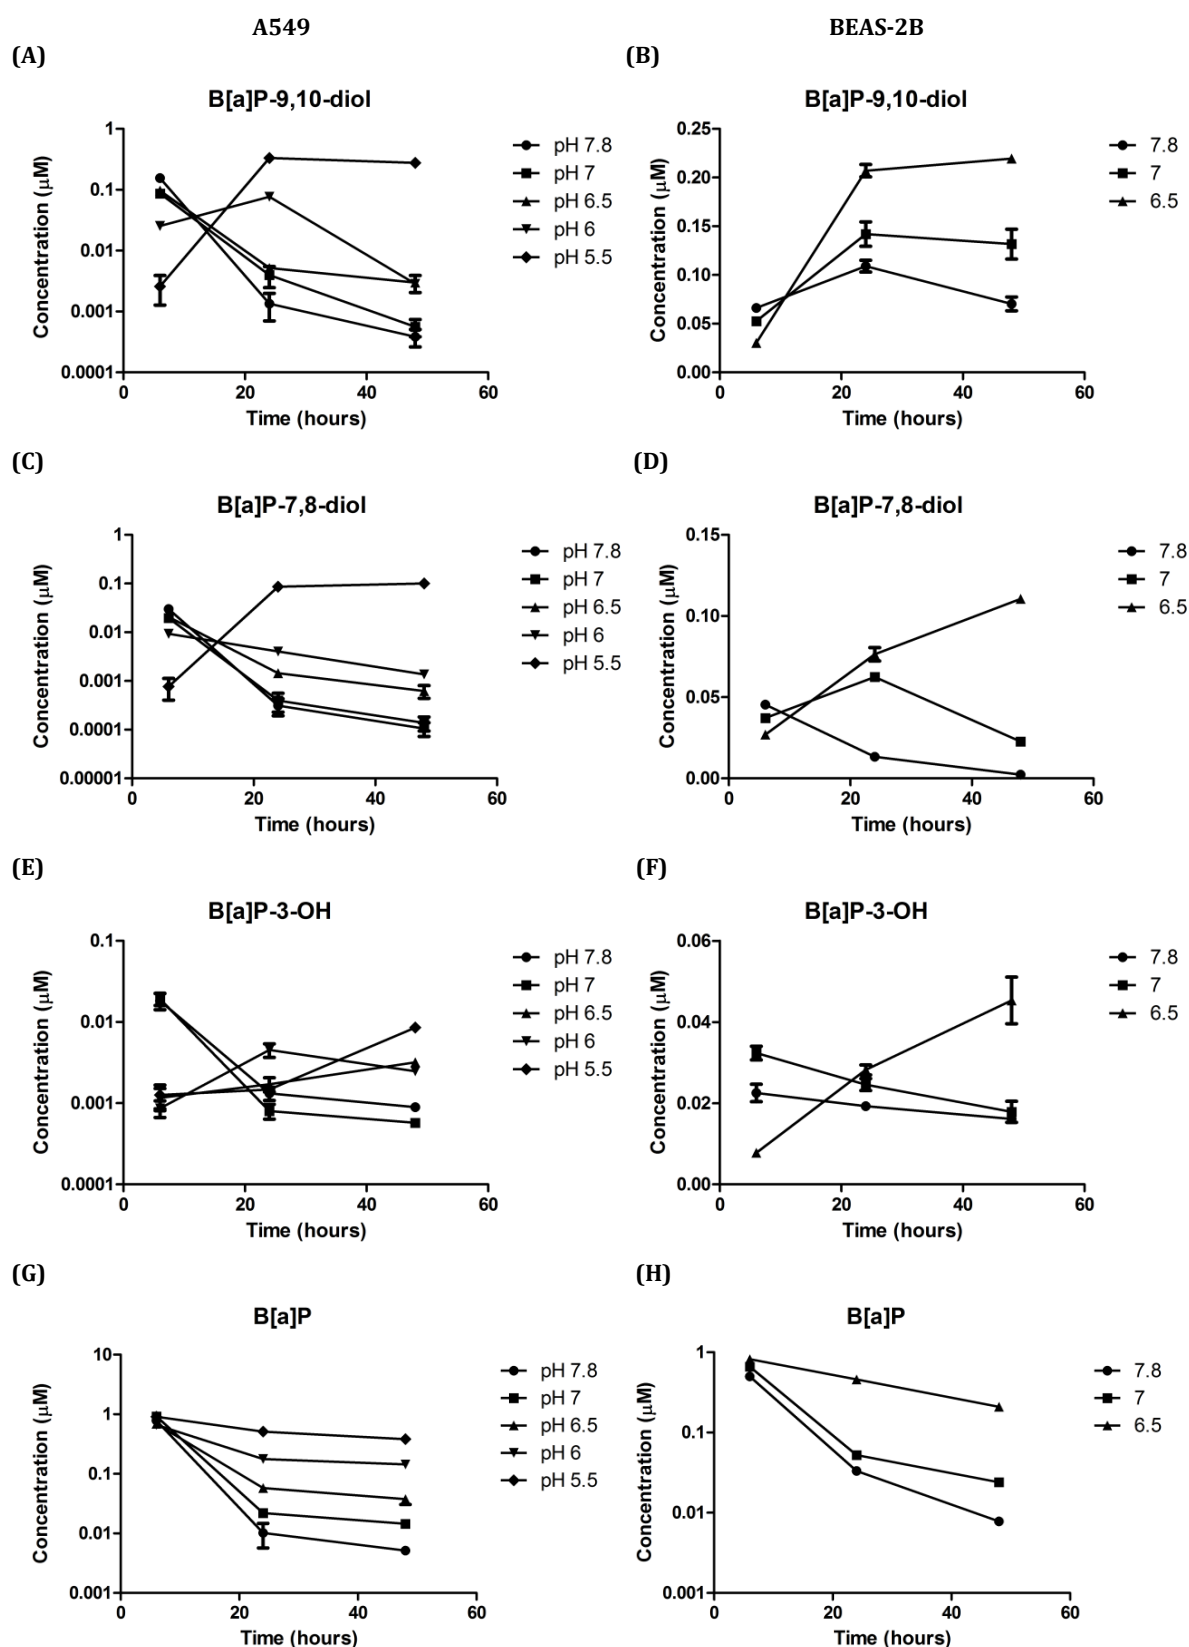 A549
BEAS-2B
(A)
(B)
B[a]P-9,10-diol
Concentration (μM)
1
0.1
0.01
0.001
0.0001
0
20
40
60
Time (hours)
pH 7.8
pH 7
pH 6.5
pH 6
pH 5.5
B[a]P-9,10-diol
Concentration (μM)
0.25
0.20
0.15
0.10
0.05
0.00
0
20
40
60
Time (hours)
7.8
7
6.5
(C)
(D)
B[a]P-7,8-diol
Concentration (μM)
1
0.1
0.01
0.001
0.0001
0.00001
0
20
40
60
Time (hours)
pH 7.8
pH 7
pH 6.5
pH 6
pH 5.5
B[a]P-7,8-diol
Concentration (μM)
0.15
0.10
0.05
0.00
0
20
40
60
Time (hours)
7.8
7
6.5
(E)
(F)
B[a]P-3-OH
Concentration (μM)
0.1
0.01
0.001
0.0001
0
20
40
60
Time (hours)
pH 7.8
pH 7
pH 6.5
pH 6
pH 5.5
B[a]P-3-OH
Concentration (μM)
0.06
0.04
0.02
0.00
0
20
40
60
Time (hours)
7.8
7
6.5
(G)
(H)
B[a]P
Concentration (μM)
10
1
0.1
0.01
0.001
0
20
40
60
Time (hours)
pH 7.8
pH 7
pH 6.5
pH 6
pH 5.5
B[a]P
Concentration (μM)
1
0.1
0.01
0.001
0
20
40
60
Time (hours)
7.8
7
6.5